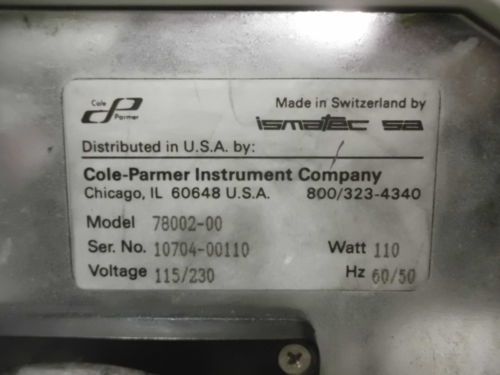 Cole
Parmer
Made in Switzerland by
ismatec sa
Distributed in U.S.A. by:
Cole-Parmer Instrument Company
Chicago, IL 60648 U.S.A. 800/323-4340
Model 78002-00
Ser. No. 10704-00110 Watt 110
Voltage 115/230 Hz 60/50